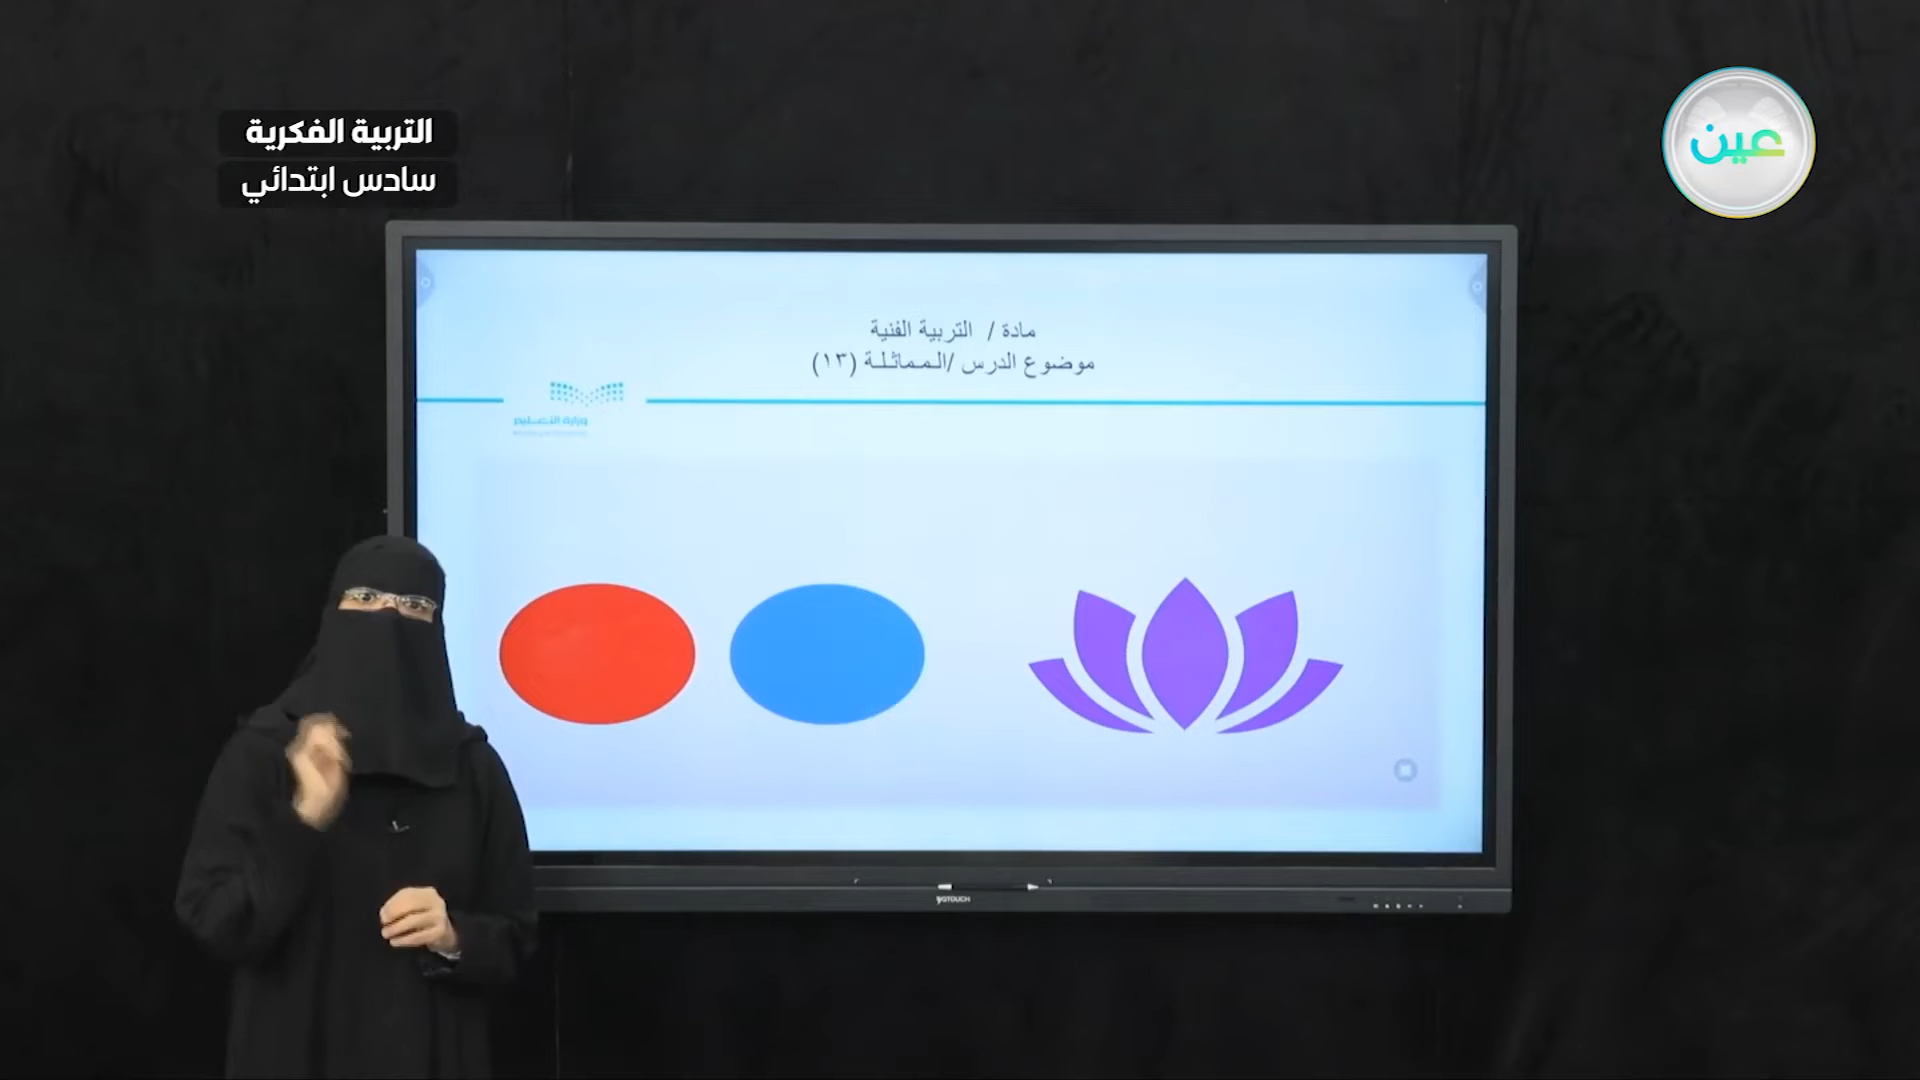 التربية الفكرية
سادس ابتدائي
عين
مادة / التربية الفنية
موضوع الدرس /المماثلة (١٣)
وزارة التعليم